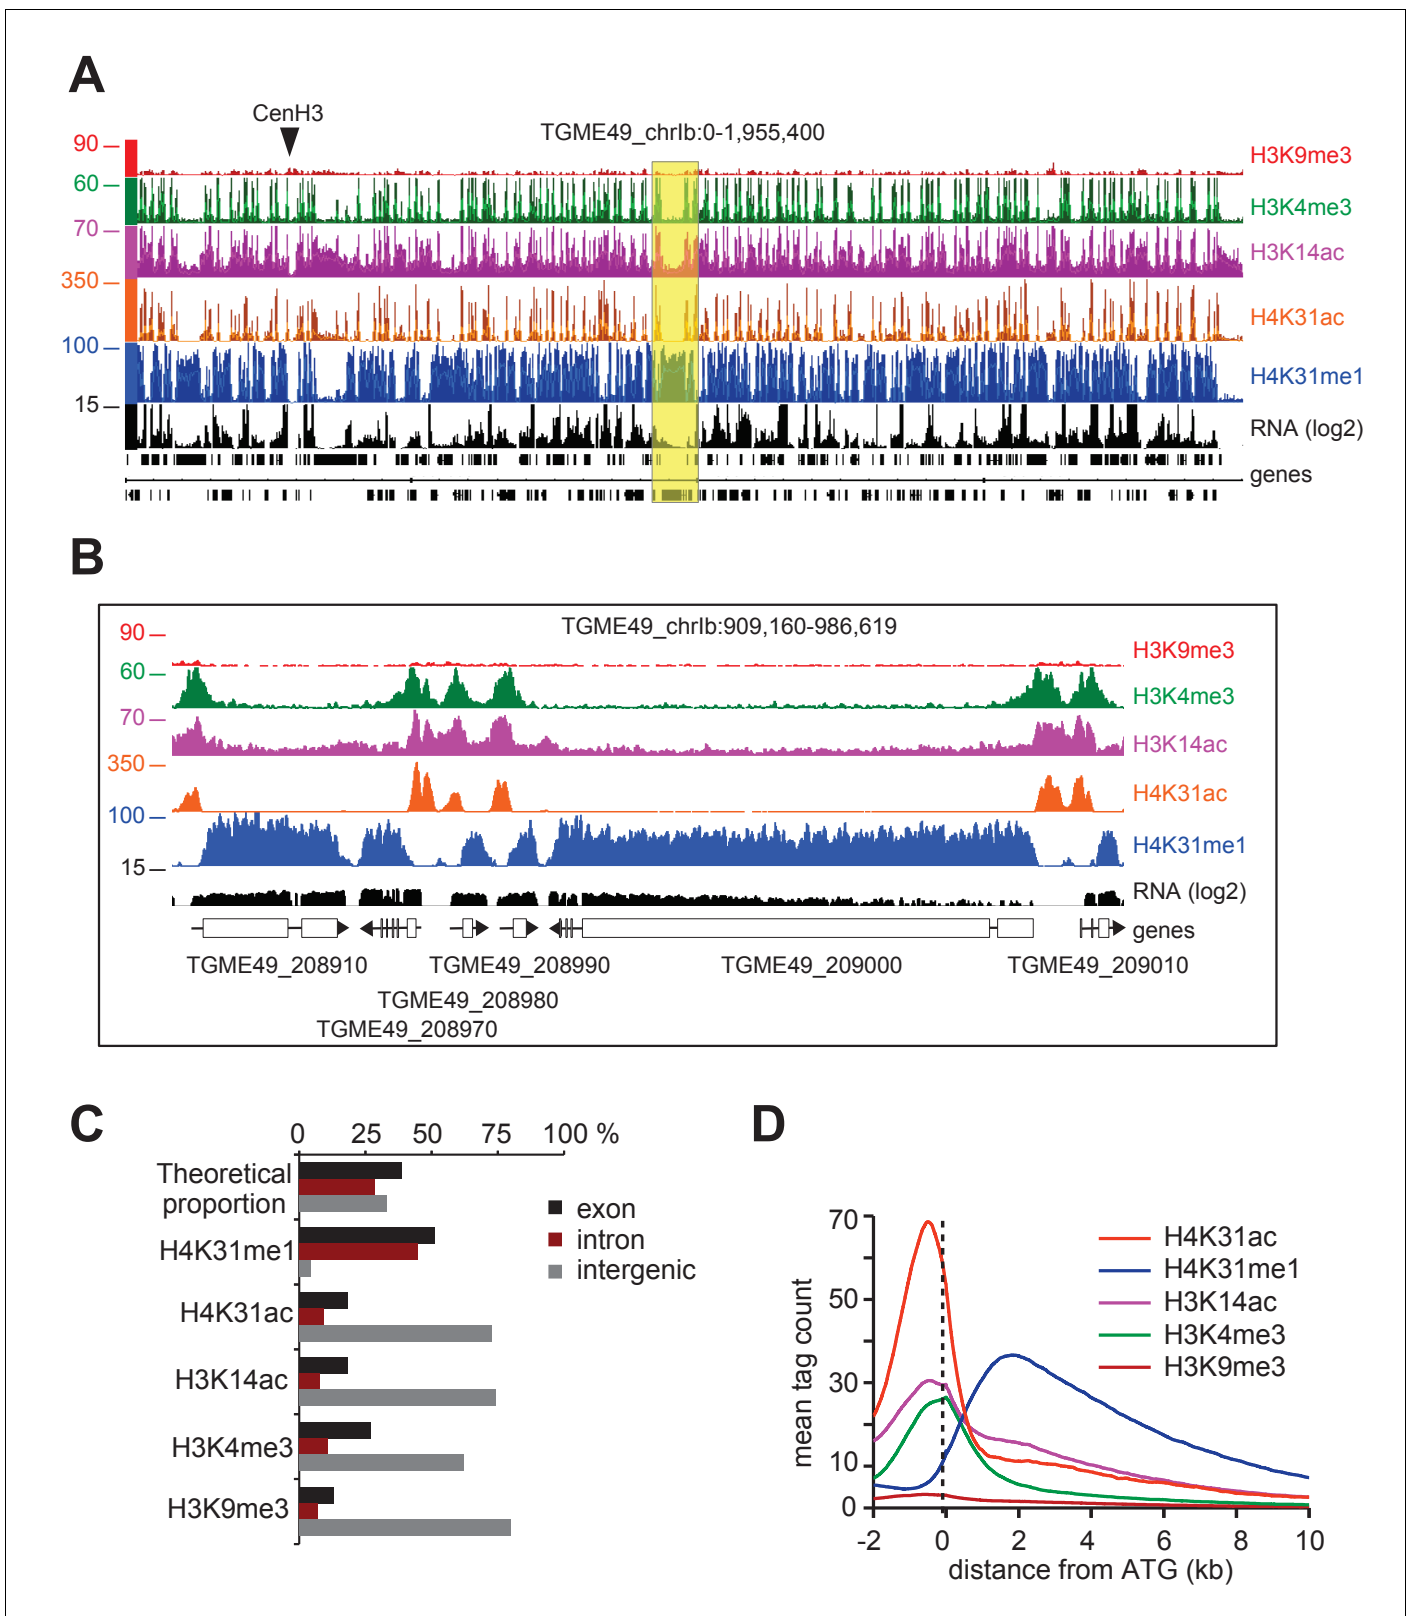 A
CenH3
TGME49_chrIb:0-1,955,400
90
H3K9me3
60
H3K4me3
70
H3K14ac
350
H4K31ac
100
H4K31me1
15
RNA (log2)
genes
B
TGME49_chrIb:909,160-986,619
90
H3K9me3
60
H3K4me3
70
H3K14ac
350
H4K31ac
100
H4K31me1
15
RNA (log2)
genes
TGME49_208910 TGME49_208990 TGME49_209000 TGME49_209010
TGME49_208980
TGME49_208970
C
0 25 50 75 100 %
Theoretical
proportion
H4K31me1
H4K31ac
H3K14ac
H3K4me3
H3K9me3
exon
intron
intergenic
D
mean tag count
70
50
30
10
0
H4K31ac
H4K31me1
H3K14ac
H3K4me3
H3K9me3
-2 0 2 4 6 8 10
distance from ATG (kb)